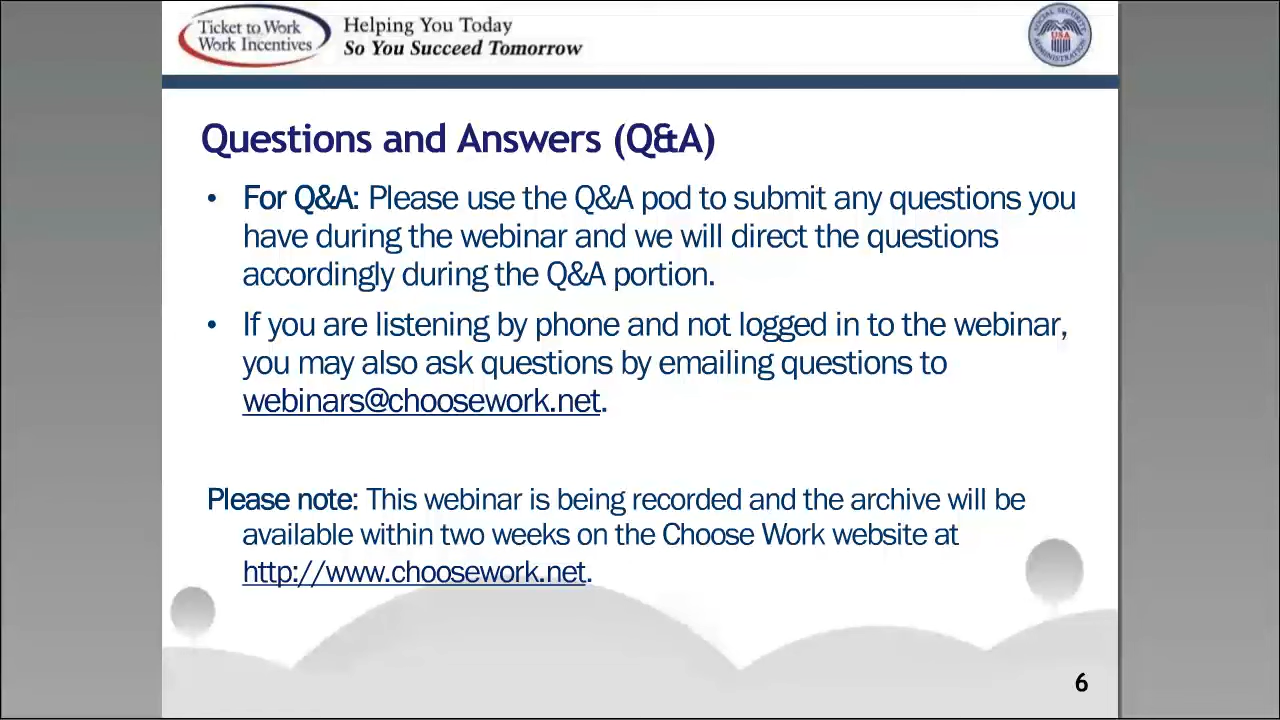 Ticket to Work
Work Incentives
Helping You Today
So You Succeed Tomorrow
SOCIAL SECURITY
USA
ADMINISTRATION
Questions and Answers (Q&A)
• For Q&A: Please use the Q&A pod to submit any questions you
have during the webinar and we will direct the questions
accordingly during the Q&A portion.
• If you are listening by phone and not logged in to the webinar,
you may also ask questions by emailing questions to
webinars@choosework.net.
Please note: This webinar is being recorded and the archive will be
available within two weeks on the Choose Work website at
http://www.choosework.net.
6